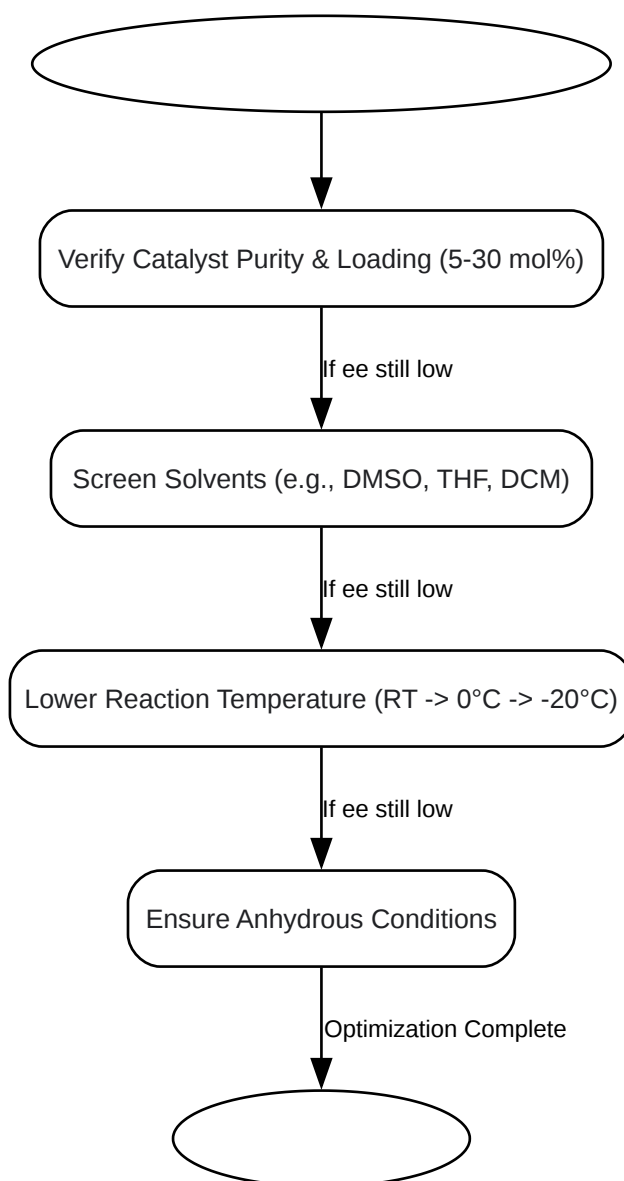 Verify Catalyst Purity & Loading (5-30 mol%)
If ee still low
Screen Solvents (e.g., DMSO, THF, DCM)
If ee still low
Lower Reaction Temperature (RT -> 0°C -> -20°C)
If ee still low
Ensure Anhydrous Conditions
Optimization Complete